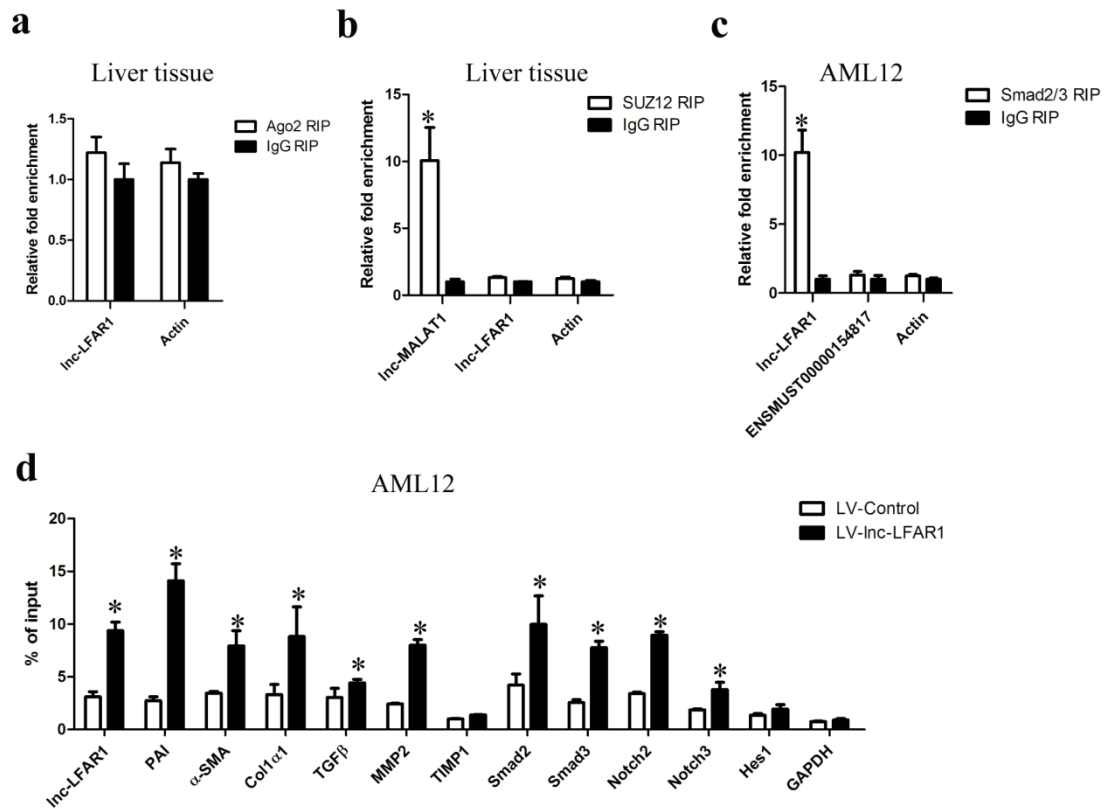 a
Liver tissue
Relative fold enrichment
1.5
1.0
0.5
0.0
Ago2 RIP
IgG RIP
lnc-LFAR1
Actin
b
Liver tissue
Relative fold enrichment
15
10
5
0
*
SUZ12 RIP
IgG RIP
lnc-MALAT1
lnc-LFAR1
Actin
c
AML12
Relative fold enrichment
15
10
5
0
*
Smad2/3 RIP
IgG RIP
lnc-LFAR1
ENSMUST00000154817
Actin
d
AML12
% of input
20
15
10
5
0
LV-Control
LV-lnc-LFAR1
* * * * * * * * * *
lnc-LFAR1
PAI
α-SMA
Col1α1
TGFβ
MMP2
TIMP1
Smad2
Smad3
Notch2
Notch3
Hes1
GAPDH